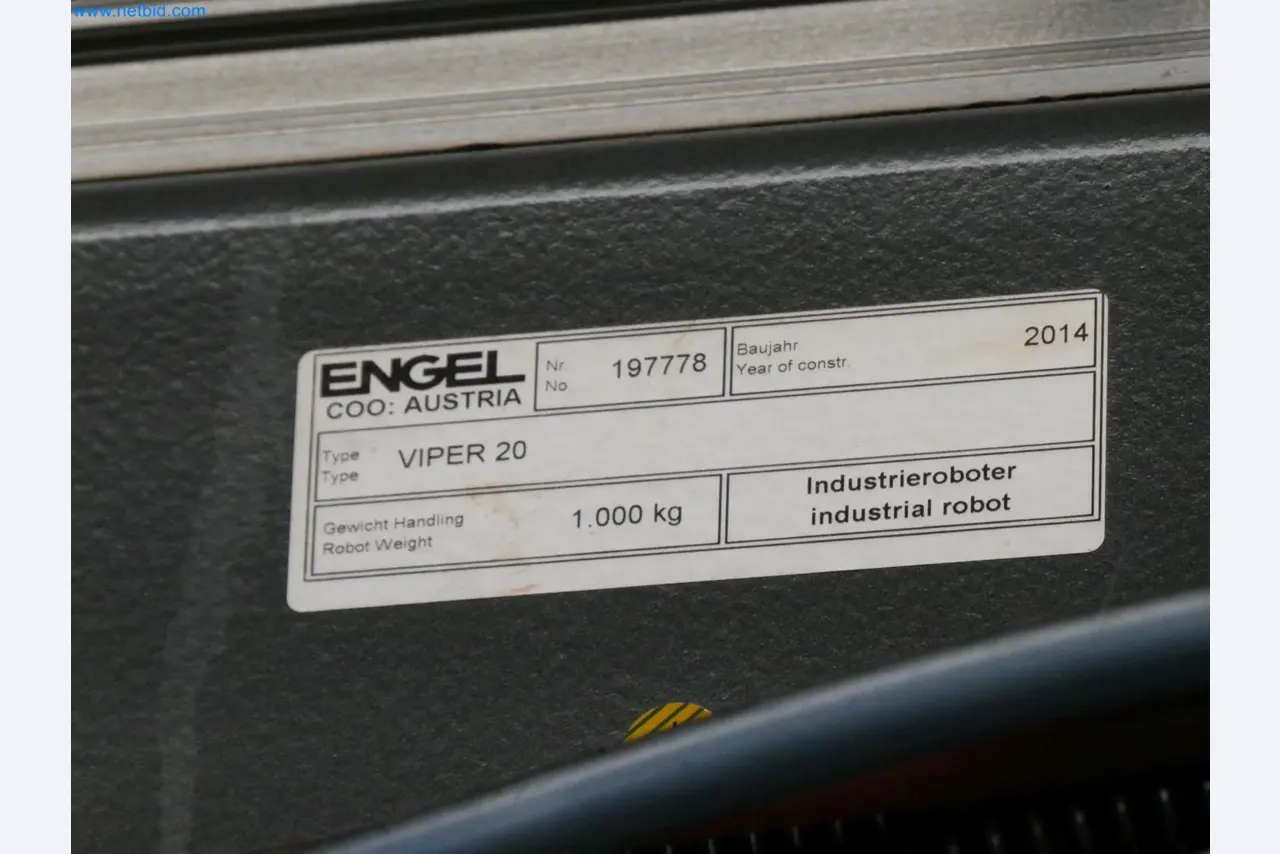 www.netbid.com
ENGEL
COO: AUSTRIA
Nr.
No
197778
Baujahr
Year of constr.
2014
Type
Type
VIPER 20
Gewicht Handling
Robot Weight
1.000 kg
Industrieroboter
industrial robot